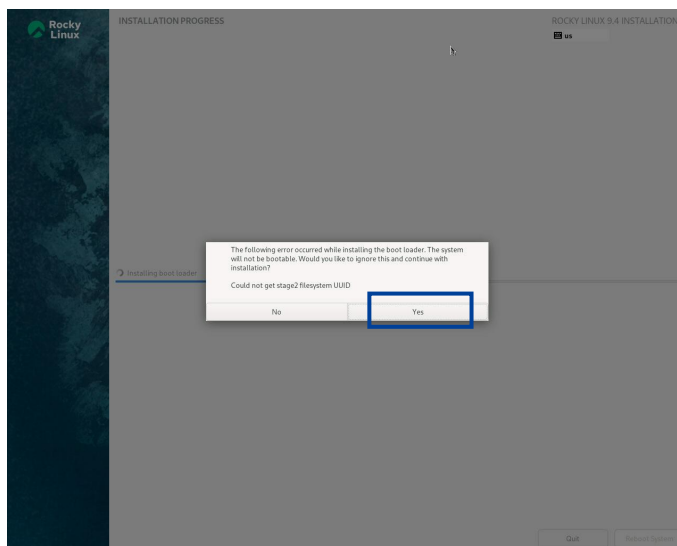 Rocky
Linux
INSTALLATION PROGRESS
ROCKY LINUX 9.4 INSTALLATION
us
The following error occurred while installing the boot loader. The system
will not be bootable. Would you like to ignore this and continue with
installation?
Could not get stage2 filesystem UUID
Installing boot loader
No
Yes
Quit
Reboot System